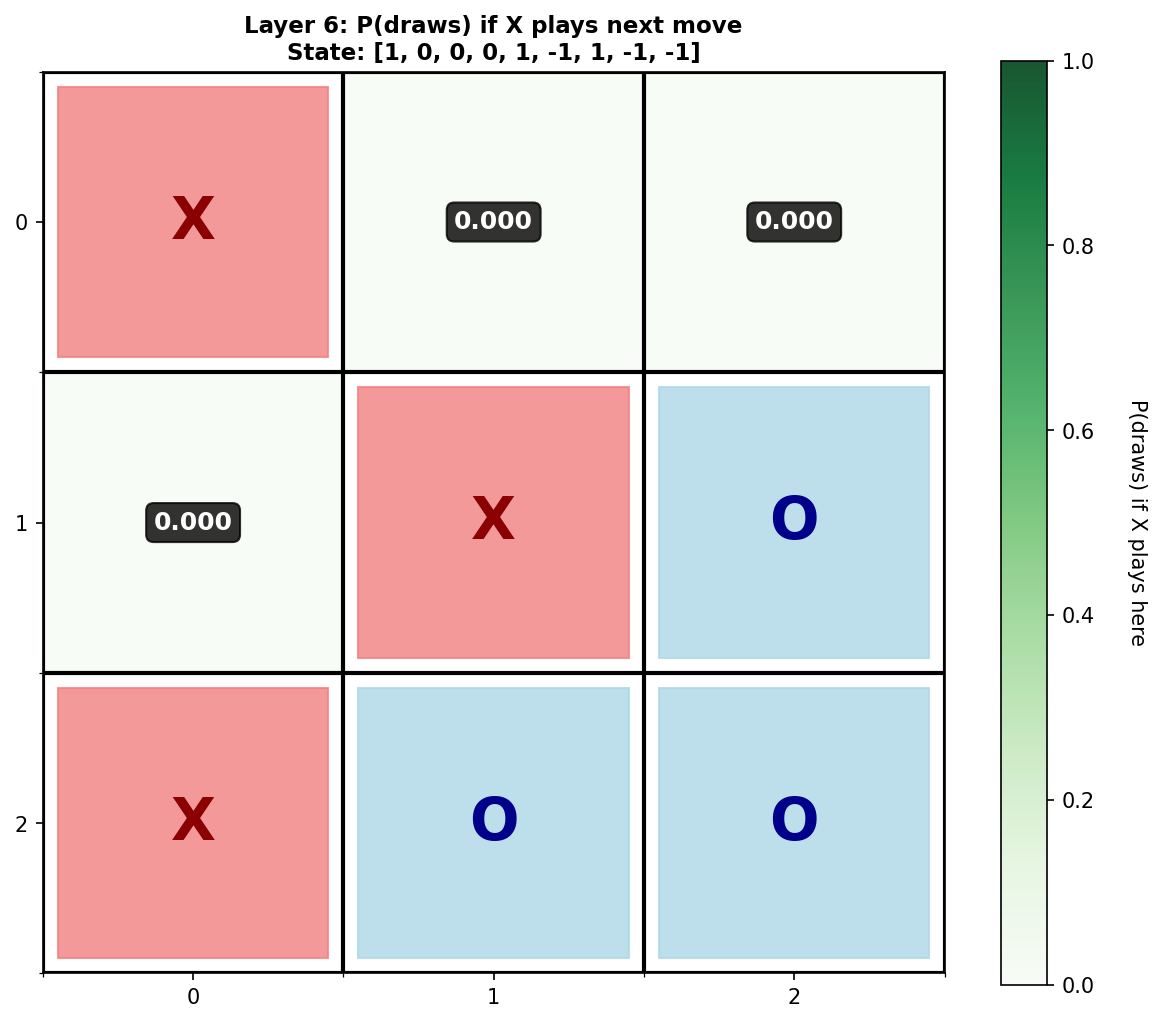 Layer 6: P(draws) if X plays next move
State: [1, 0, 0, 0, 1, -1, 1, -1, -1]
X
0.000
0.000
0.000
X
O
X
O
O
0
1
2
0
1
2
1.0
0.8
0.6
0.4
0.2
0.0
P(draws) if X plays here